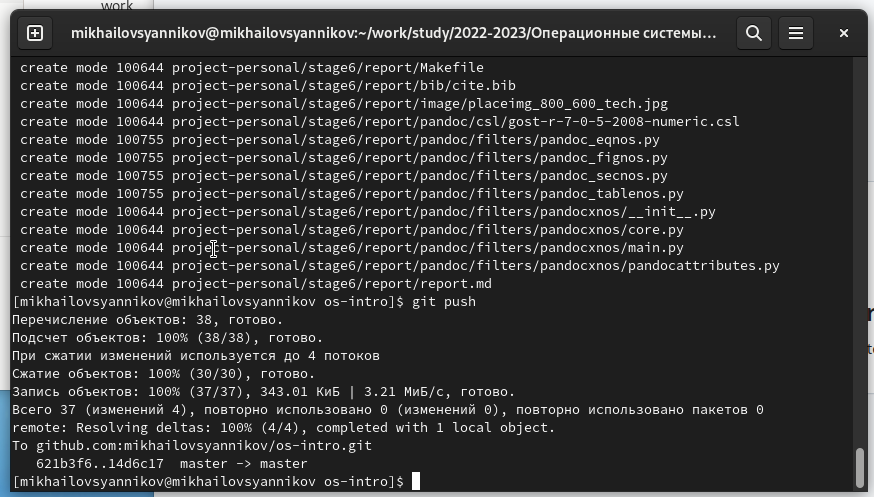 work
mikhailovsyannikov@mikhailovsyannikov:~/work/study/2022-2023/Операционные системы...
create mode 100644 project-personal/stage6/report/Makefile
create mode 100644 project-personal/stage6/report/bib/cite.bib
create mode 100644 project-personal/stage6/report/image/placeimg_800_600_tech.jpg
create mode 100644 project-personal/stage6/report/pandoc/csl/gost-r-7-0-5-2008-numeric.csl
create mode 100755 project-personal/stage6/report/pandoc/filters/pandoc_eqnos.py
create mode 100755 project-personal/stage6/report/pandoc/filters/pandoc_fignos.py
create mode 100755 project-personal/stage6/report/pandoc/filters/pandoc_secnos.py
create mode 100755 project-personal/stage6/report/pandoc/filters/pandoc_tablenos.py
create mode 100644 project-personal/stage6/report/pandoc/filters/pandocxnos/__init__.py
create mode 100644 project-personal/stage6/report/pandoc/filters/pandocxnos/core.py
create mode 100644 project-personal/stage6/report/pandoc/filters/pandocxnos/main.py
create mode 100644 project-personal/stage6/report/pandoc/filters/pandocxnos/pandocattributes.py
create mode 100644 project-personal/stage6/report/report.md
[mikhailovsyannikov@mikhailovsyannikov os-intro]$ git push
Перечисление объектов: 38, готово.
Подсчет объектов: 100% (38/38), готово.
При сжатии изменений используется до 4 потоков
Сжатие объектов: 100% (30/30), готово.
Запись объектов: 100% (37/37), 343.01 КиБ | 3.21 МиБ/с, готово.
Всего 37 (изменений 4), повторно использовано 0 (изменений 0), повторно использовано пакетов 0
remote: Resolving deltas: 100% (4/4), completed with 1 local object.
To github.com:mikhailovsyannikov/os-intro.git
621b3f6..14d6c17  master -> master
[mikhailovsyannikov@mikhailovsyannikov os-intro]$